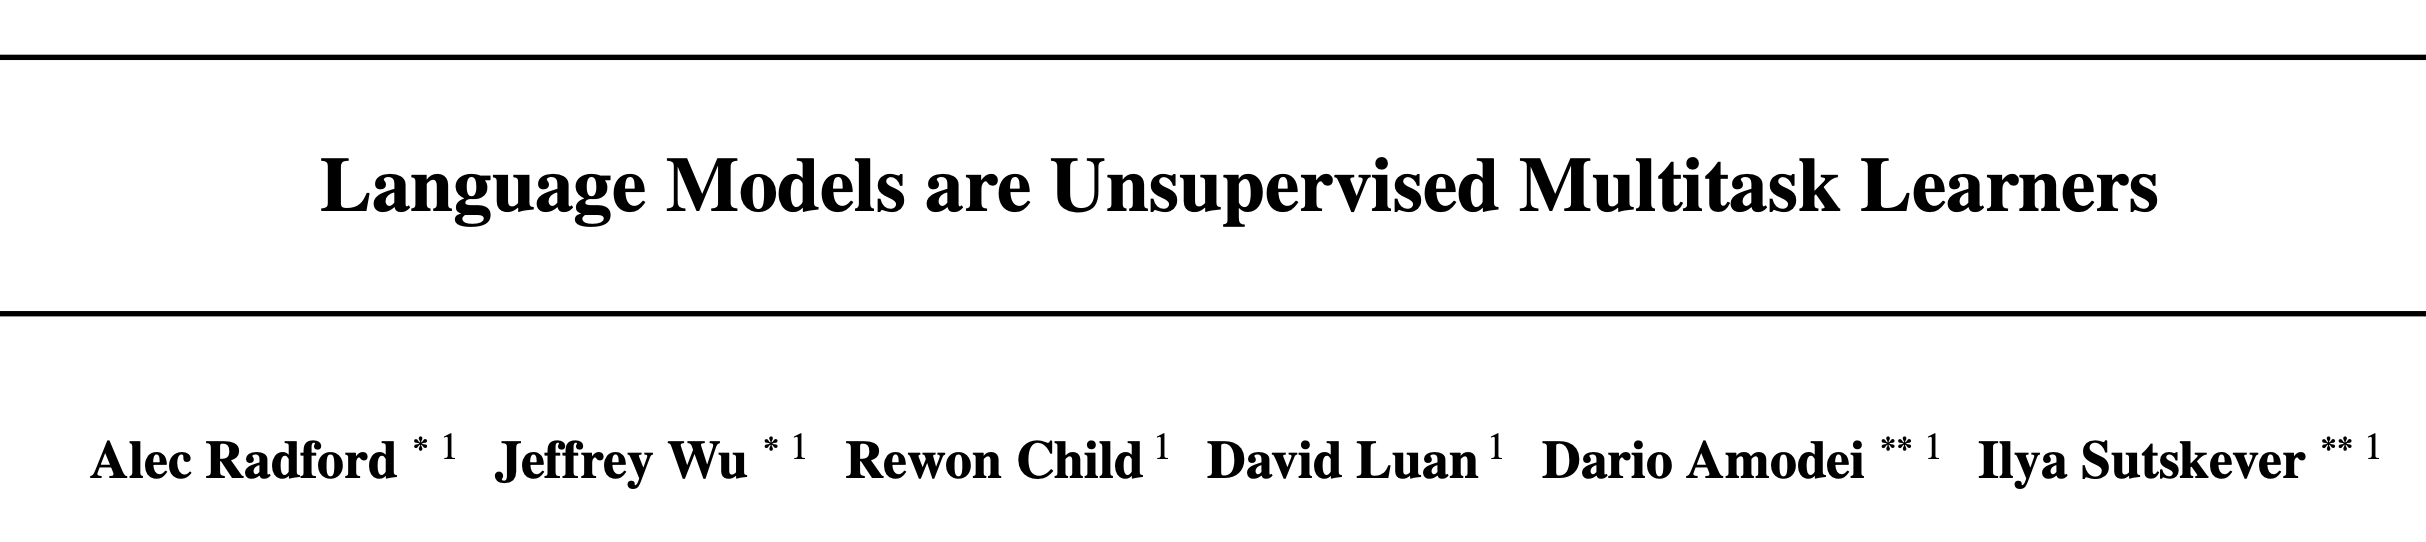 Language Models are Unsupervised Multitask Learners
Alec Radford * 1 Jeffrey Wu * 1 Rewon Child 1 David Luan 1 Dario Amodei ** 1 Ilya Sutskever ** 1